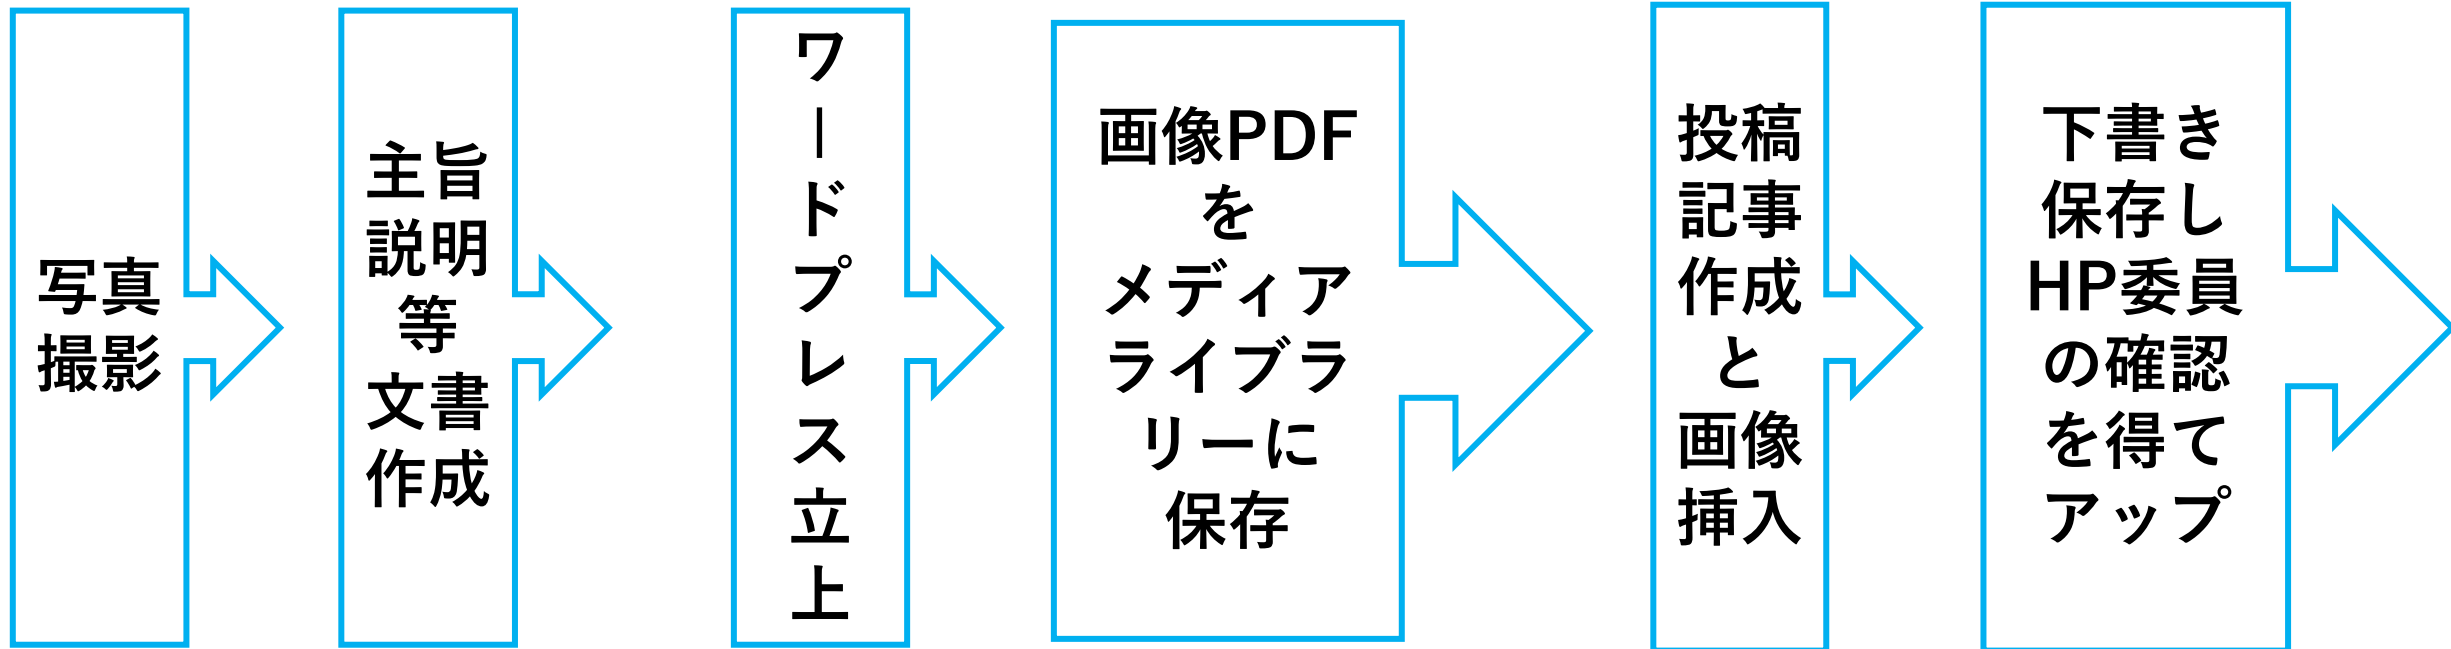 写真
撮影
主旨
説明
等
文書
作成
ワードプレス立上
画像PDF
を
メディア
ライブラ
リーに
保存
投稿
記事
作成
と
画像
挿入
下書き
保存し
HP委員
の確認
を得て
アップ